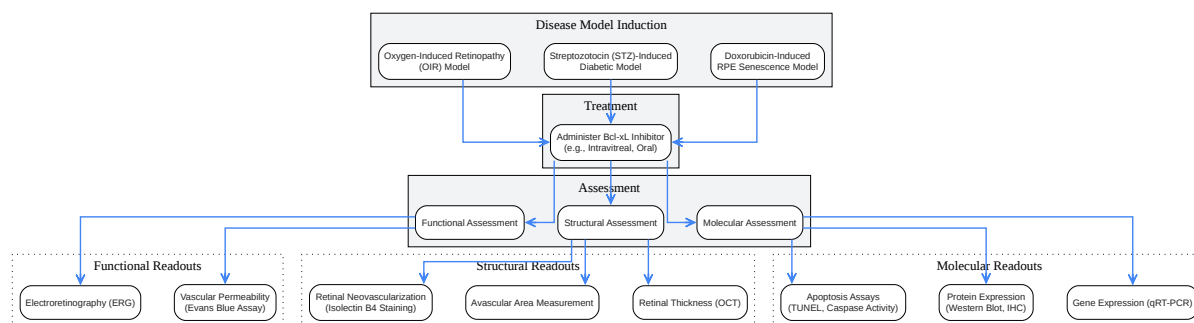 Disease Model Induction
Oxygen-Induced Retinopathy
(OIR) Model
Streptozotocin (STZ)-Induced
Diabetic Model
Doxorubicin-Induced
RPE Senescence Model
Treatment
Administer Bcl-xL Inhibitor
(e.g., Intravitreal, Oral)
Assessment
Functional Assessment
Structural Assessment
Molecular Assessment
Functional Readouts
Electroretinography (ERG)
Vascular Permeability
(Evans Blue Assay)
Structural Readouts
Retinal Neovascularization
(Isolectin B4 Staining)
Avascular Area Measurement
Retinal Thickness (OCT)
Molecular Readouts
Apoptosis Assays
(TUNEL, Caspase Activity)
Protein Expression
(Western Blot, IHC)
Gene Expression (qRT-PCR)